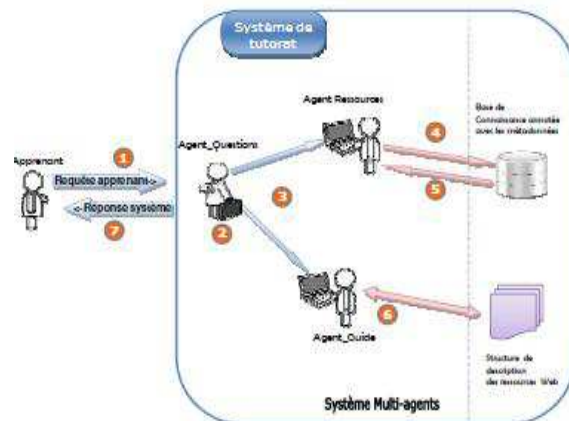 Système de
tutorat
Agent Ressources
Base de
Connaissance annotée
avec les métadonnées
Apprenant
Agent_Questions
1
4
Requête apprenant->
5
<- Réponse système
3
7
2
6
Agent_Guide
Structure de
description
des ressources Web
Système Multi-agents